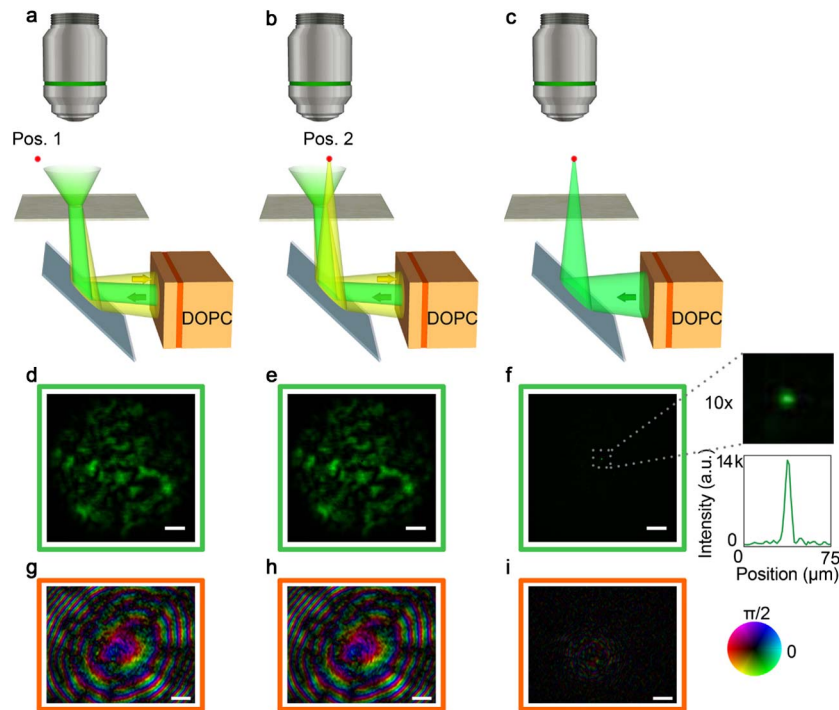 a
b
c
Pos. 1
Pos. 2
DOPC
DOPC
DOPC
d
e
f
10x
14k
Intensity (a.u.)
0
0
75
Position (μm)
g
h
i
π/2
0